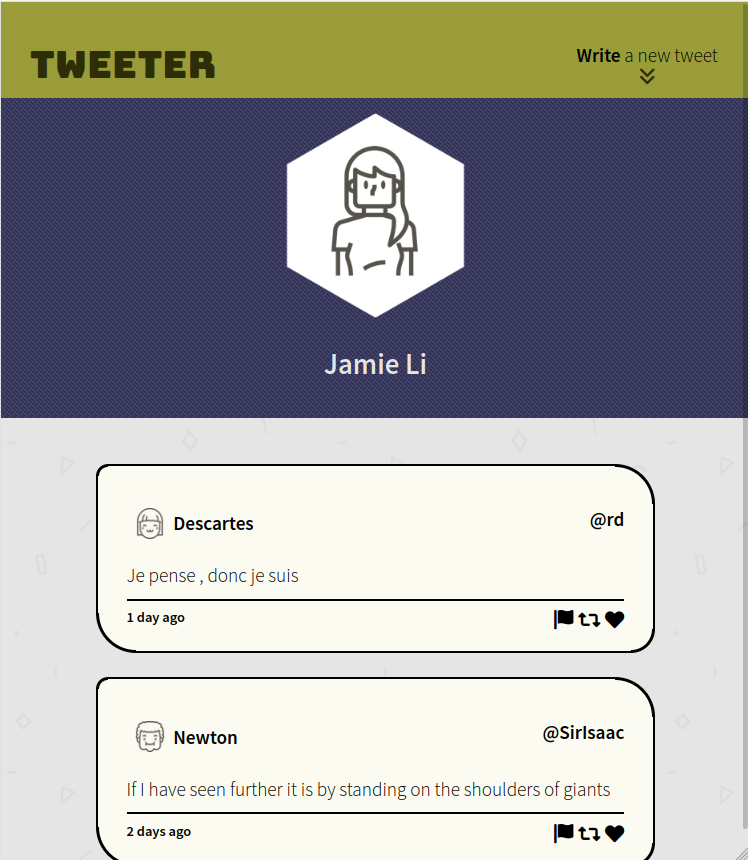 TWEETER
Write a new tweet
Jamie Li
Descartes
@rd
Je pense , donc je suis
1 day ago
Newton
@SirIsaac
If I have seen further it is by standing on the shoulders of giants
2 days ago